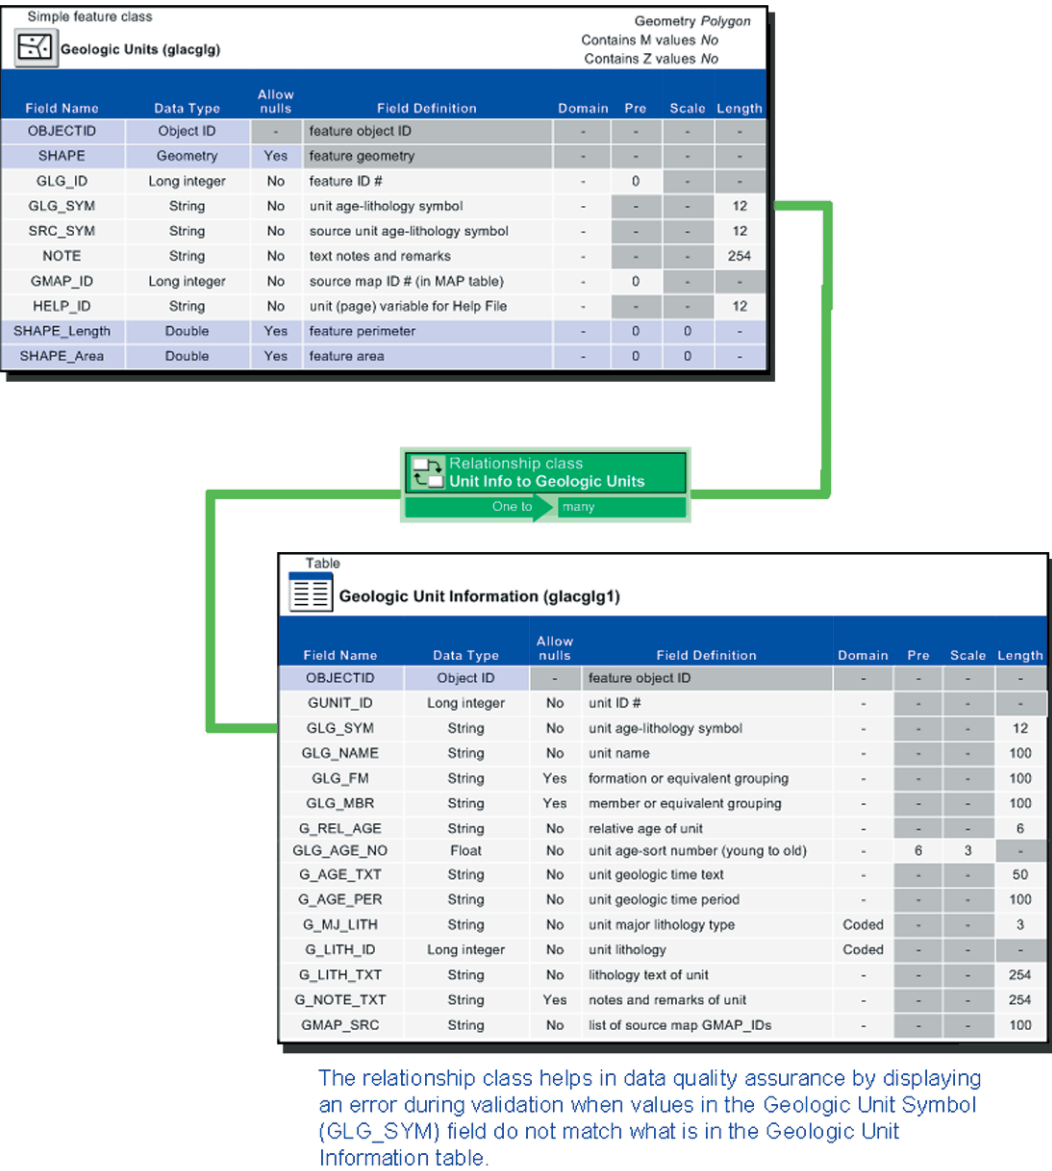 Simple feature class
Geologic Units (glacglg)
Geometry Polygon
Contains M values No
Contains Z values No
Field Name Data Type Allow nulls Field Definition Domain Pre Scale Length
OBJECTID Object ID - feature object ID - - - -
SHAPE Geometry Yes feature geometry - - - -
GLG_ID Long integer No feature ID # - 0 - -
GLG_SYM String No unit age-lithology symbol - - - 12
SRC_SYM String No source unit age-lithology symbol - - - 12
NOTE String No text notes and remarks - - - 254
GMAP_ID Long integer No source map ID # (in MAP table) - 0 - -
HELP_ID String No unit (page) variable for Help File - - - 12
SHAPE_Length Double Yes feature perimeter - 0 0 -
SHAPE_Area Double Yes feature area - 0 0 -
Relationship class
Unit Info to Geologic Units
One to many
Table
Geologic Unit Information (glacglg1)
Field Name Data Type Allow nulls Field Definition Domain Pre Scale Length
OBJECTID Object ID - feature object ID - - - -
GUNIT_ID Long integer No unit ID # - - - -
GLG_SYM String No unit age-lithology symbol - - - 12
GLG_NAME String No unit name - - - 100
GLG_FM String Yes formation or equivalent grouping - - - 100
GLG_MBR String Yes member or equivalent grouping - - - 100
G_REL_AGE String No relative age of unit - - - 6
GLG_AGE_NO Float No unit age-sort number (young to old) - 6 3 -
G_AGE_TXT String No unit geologic time text - - - 50
G_AGE_PER String No unit geologic time period - - - 100
G_MJ_LITH String No unit major lithology type Coded - - 3
G_LITH_ID Long integer No unit lithology Coded - - -
G_LITH_TXT String No lithology text of unit - - - 254
G_NOTE_TXT String Yes notes and remarks of unit - - - 254
GMAP_SRC String No list of source map GMAP_IDs - - - 100
The relationship class helps in data quality assurance by displaying
an error during validation when values in the Geologic Unit Symbol
(GLG_SYM) field do not match what is in the Geologic Unit
Information table.